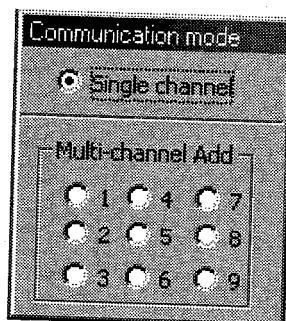 Communication mode
Single channel
Multi-channel Add
1 4 7
2 5 8
3 6 9